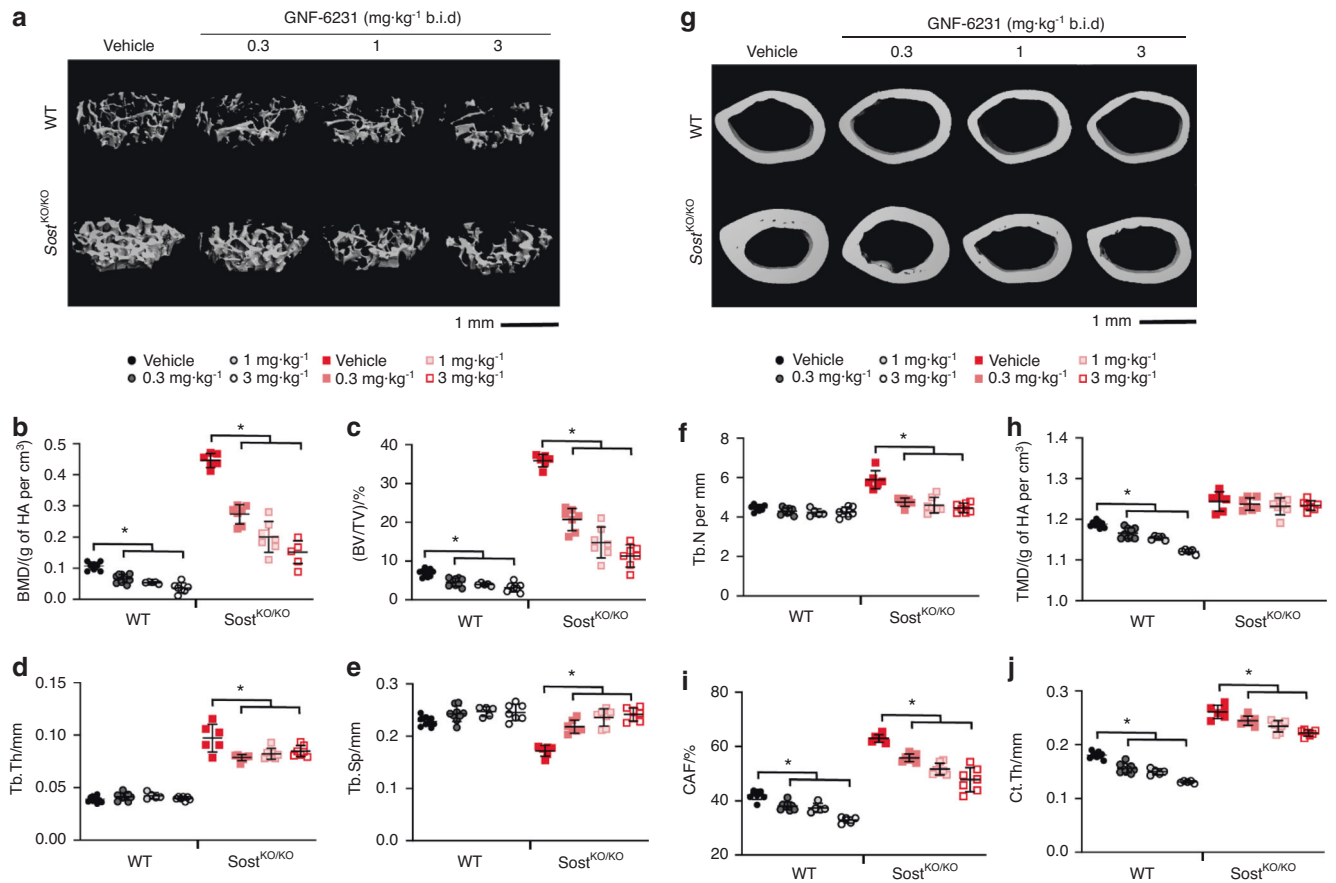 a
GNF-6231 (mg·kg⁻¹ b.i.d)
Vehicle 0.3 1 3
WT
Sost^KO/KO
1 mm
Vehicle 1 mg·kg⁻¹ Vehicle 1 mg·kg⁻¹
0.3 mg·kg⁻¹ 3 mg·kg⁻¹ 0.3 mg·kg⁻¹ 3 mg·kg⁻¹
g
GNF-6231 (mg·kg⁻¹ b.i.d)
Vehicle 0.3 1 3
WT
Sost^KO/KO
1 mm
Vehicle 1 mg·kg⁻¹ Vehicle 1 mg·kg⁻¹
0.3 mg·kg⁻¹ 3 mg·kg⁻¹ 0.3 mg·kg⁻¹ 3 mg·kg⁻¹
b
BMD/(g of HA per cm³)
0.5
0.4
0.3
0.2
0.1
0.0
* *
WT Sost^KO/KO
c
(BV/TV)/%
40
30
20
10
0
* *
WT Sost^KO/KO
f
Tb.N per mm
8
6
4
2
0
*
WT Sost^KO/KO
h
TMD/(g of HA per cm³)
1.4
1.3
1.2
1.1
1.0
*
WT Sost^KO/KO
d
Tb.Th/mm
0.15
0.10
0.05
0.00
*
WT Sost^KO/KO
e
Tb.Sp/mm
0.3
0.2
0.1
0.0
*
WT Sost^KO/KO
i
CAF/%
80
60
40
20
* *
WT Sost^KO/KO
j
Ct.Th/mm
0.3
0.2
0.1
0.0
* *
WT Sost^KO/KO